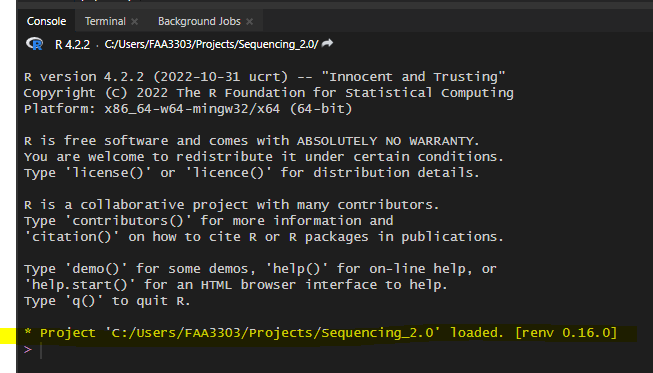 Console Terminal × Background Jobs ×
R R 4.2.2 · C:/Users/FAA3303/Projects/Sequencing_2.0/
R version 4.2.2 (2022-10-31 ucrt) -- "Innocent and Trusting"
Copyright (C) 2022 The R Foundation for Statistical Computing
Platform: x86_64-w64-mingw32/x64 (64-bit)
R is free software and comes with ABSOLUTELY NO WARRANTY.
You are welcome to redistribute it under certain conditions.
Type 'license()' or 'licence()' for distribution details.
R is a collaborative project with many contributors.
Type 'contributors()' for more information and
'citation()' on how to cite R or R packages in publications.
Type 'demo()' for some demos, 'help()' for on-line help, or
'help.start()' for an HTML browser interface to help.
Type 'q()' to quit R.
* Project 'C:/Users/FAA3303/Projects/Sequencing_2.0' loaded. [renv 0.16.0]
>